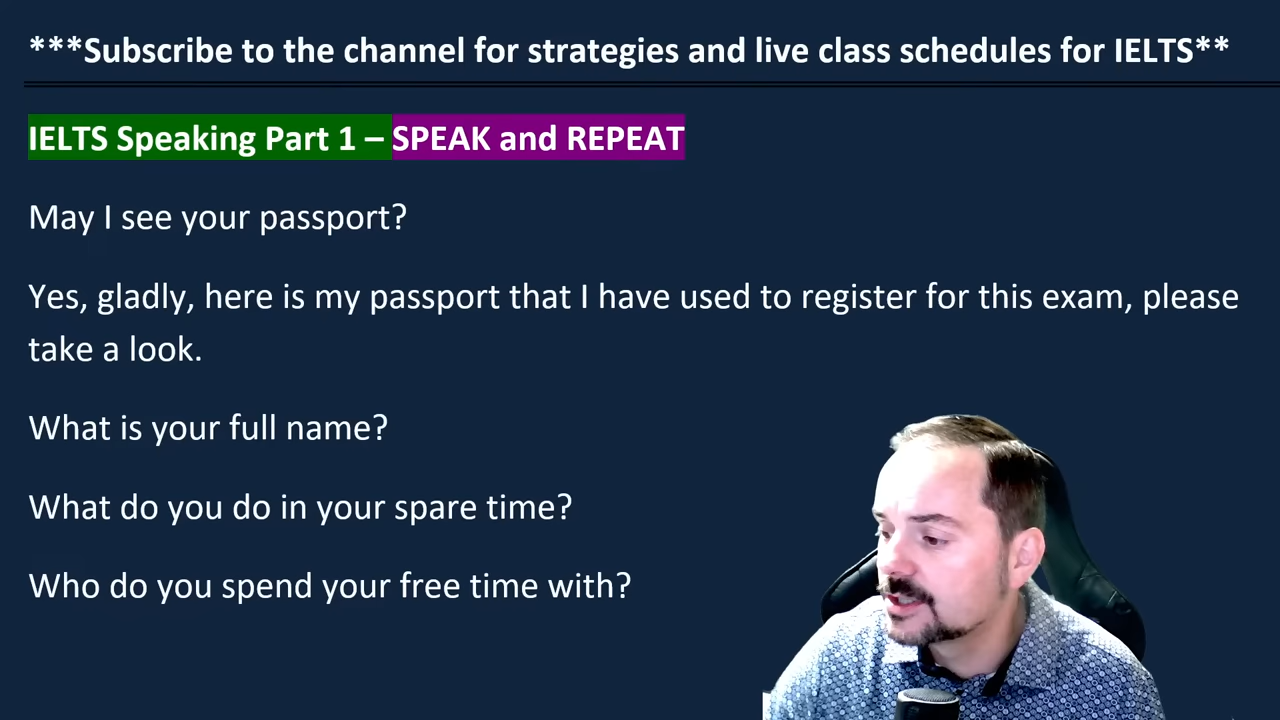 ***Subscribe to the channel for strategies and live class schedules for IELTS**
IELTS Speaking Part 1 – SPEAK and REPEAT
May I see your passport?
Yes, gladly, here is my passport that I have used to register for this exam, please
take a look.
What is your full name?
What do you do in your spare time?
Who do you spend your free time with?